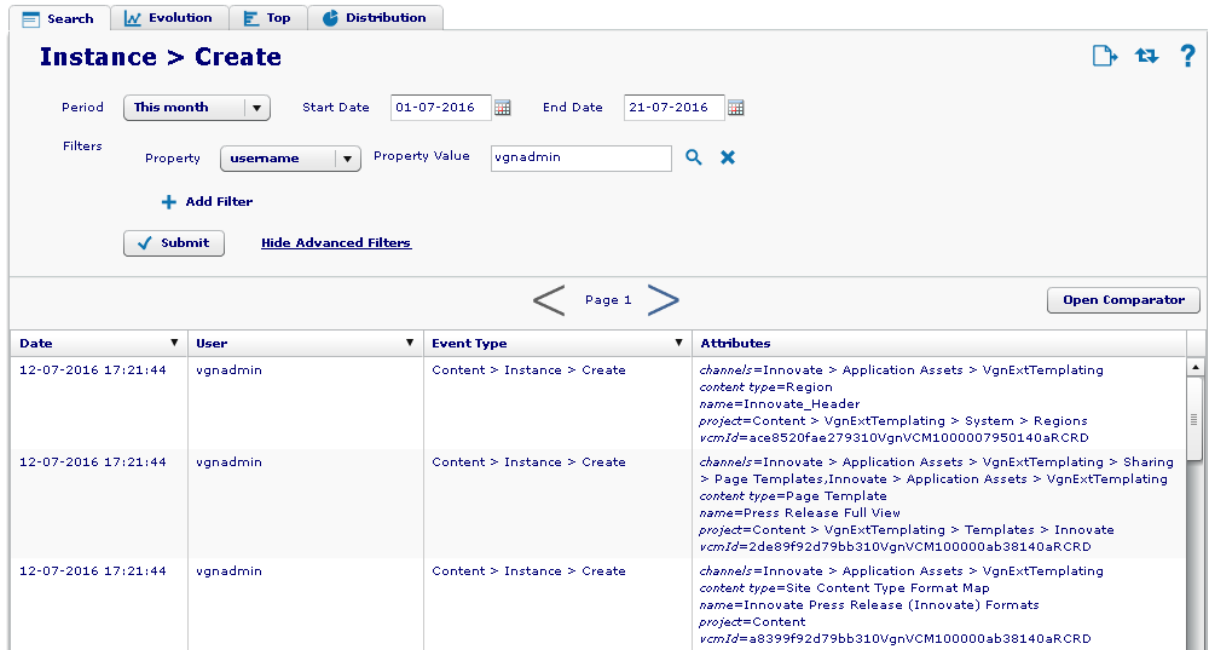 Search Evolution Top Distribution
Instance > Create
?
Period This month Start Date 01-07-2016 End Date 21-07-2016
Filters
Property username Property Value vgnadmin
Add Filter
Submit Hide Advanced Filters
Page 1
Open Comparator
Date User Event Type Attributes
12-07-2016 17:21:44 vgnadmin Content > Instance > Create channels=Innovate > Application Assets > VgnExtTemplating
content type=Region
name=Innovate_Header
project=Content > VgnExtTemplating > System > Regions
vcmId=ace8520fae279310VgnVCM1000007950140aRCRD
12-07-2016 17:21:44 vgnadmin Content > Instance > Create channels=Innovate > Application Assets > VgnExtTemplating > Sharing
> Page Templates,Innovate > Application Assets > VgnExtTemplating
content type=Page Template
name=Press Release Full View
project=Content > VgnExtTemplating > Templates > Innovate
vcmId=2de89f92d79bb310VgnVCM100000ab38140aRCRD
12-07-2016 17:21:44 vgnadmin Content > Instance > Create channels=Innovate > Application Assets > VgnExtTemplating
content type=Site Content Type Format Map
name=Innovate Press Release (Innovate) Formats
project=Content
vcmId=a8399f92d79bb310VgnVCM100000ab38140aRCRD